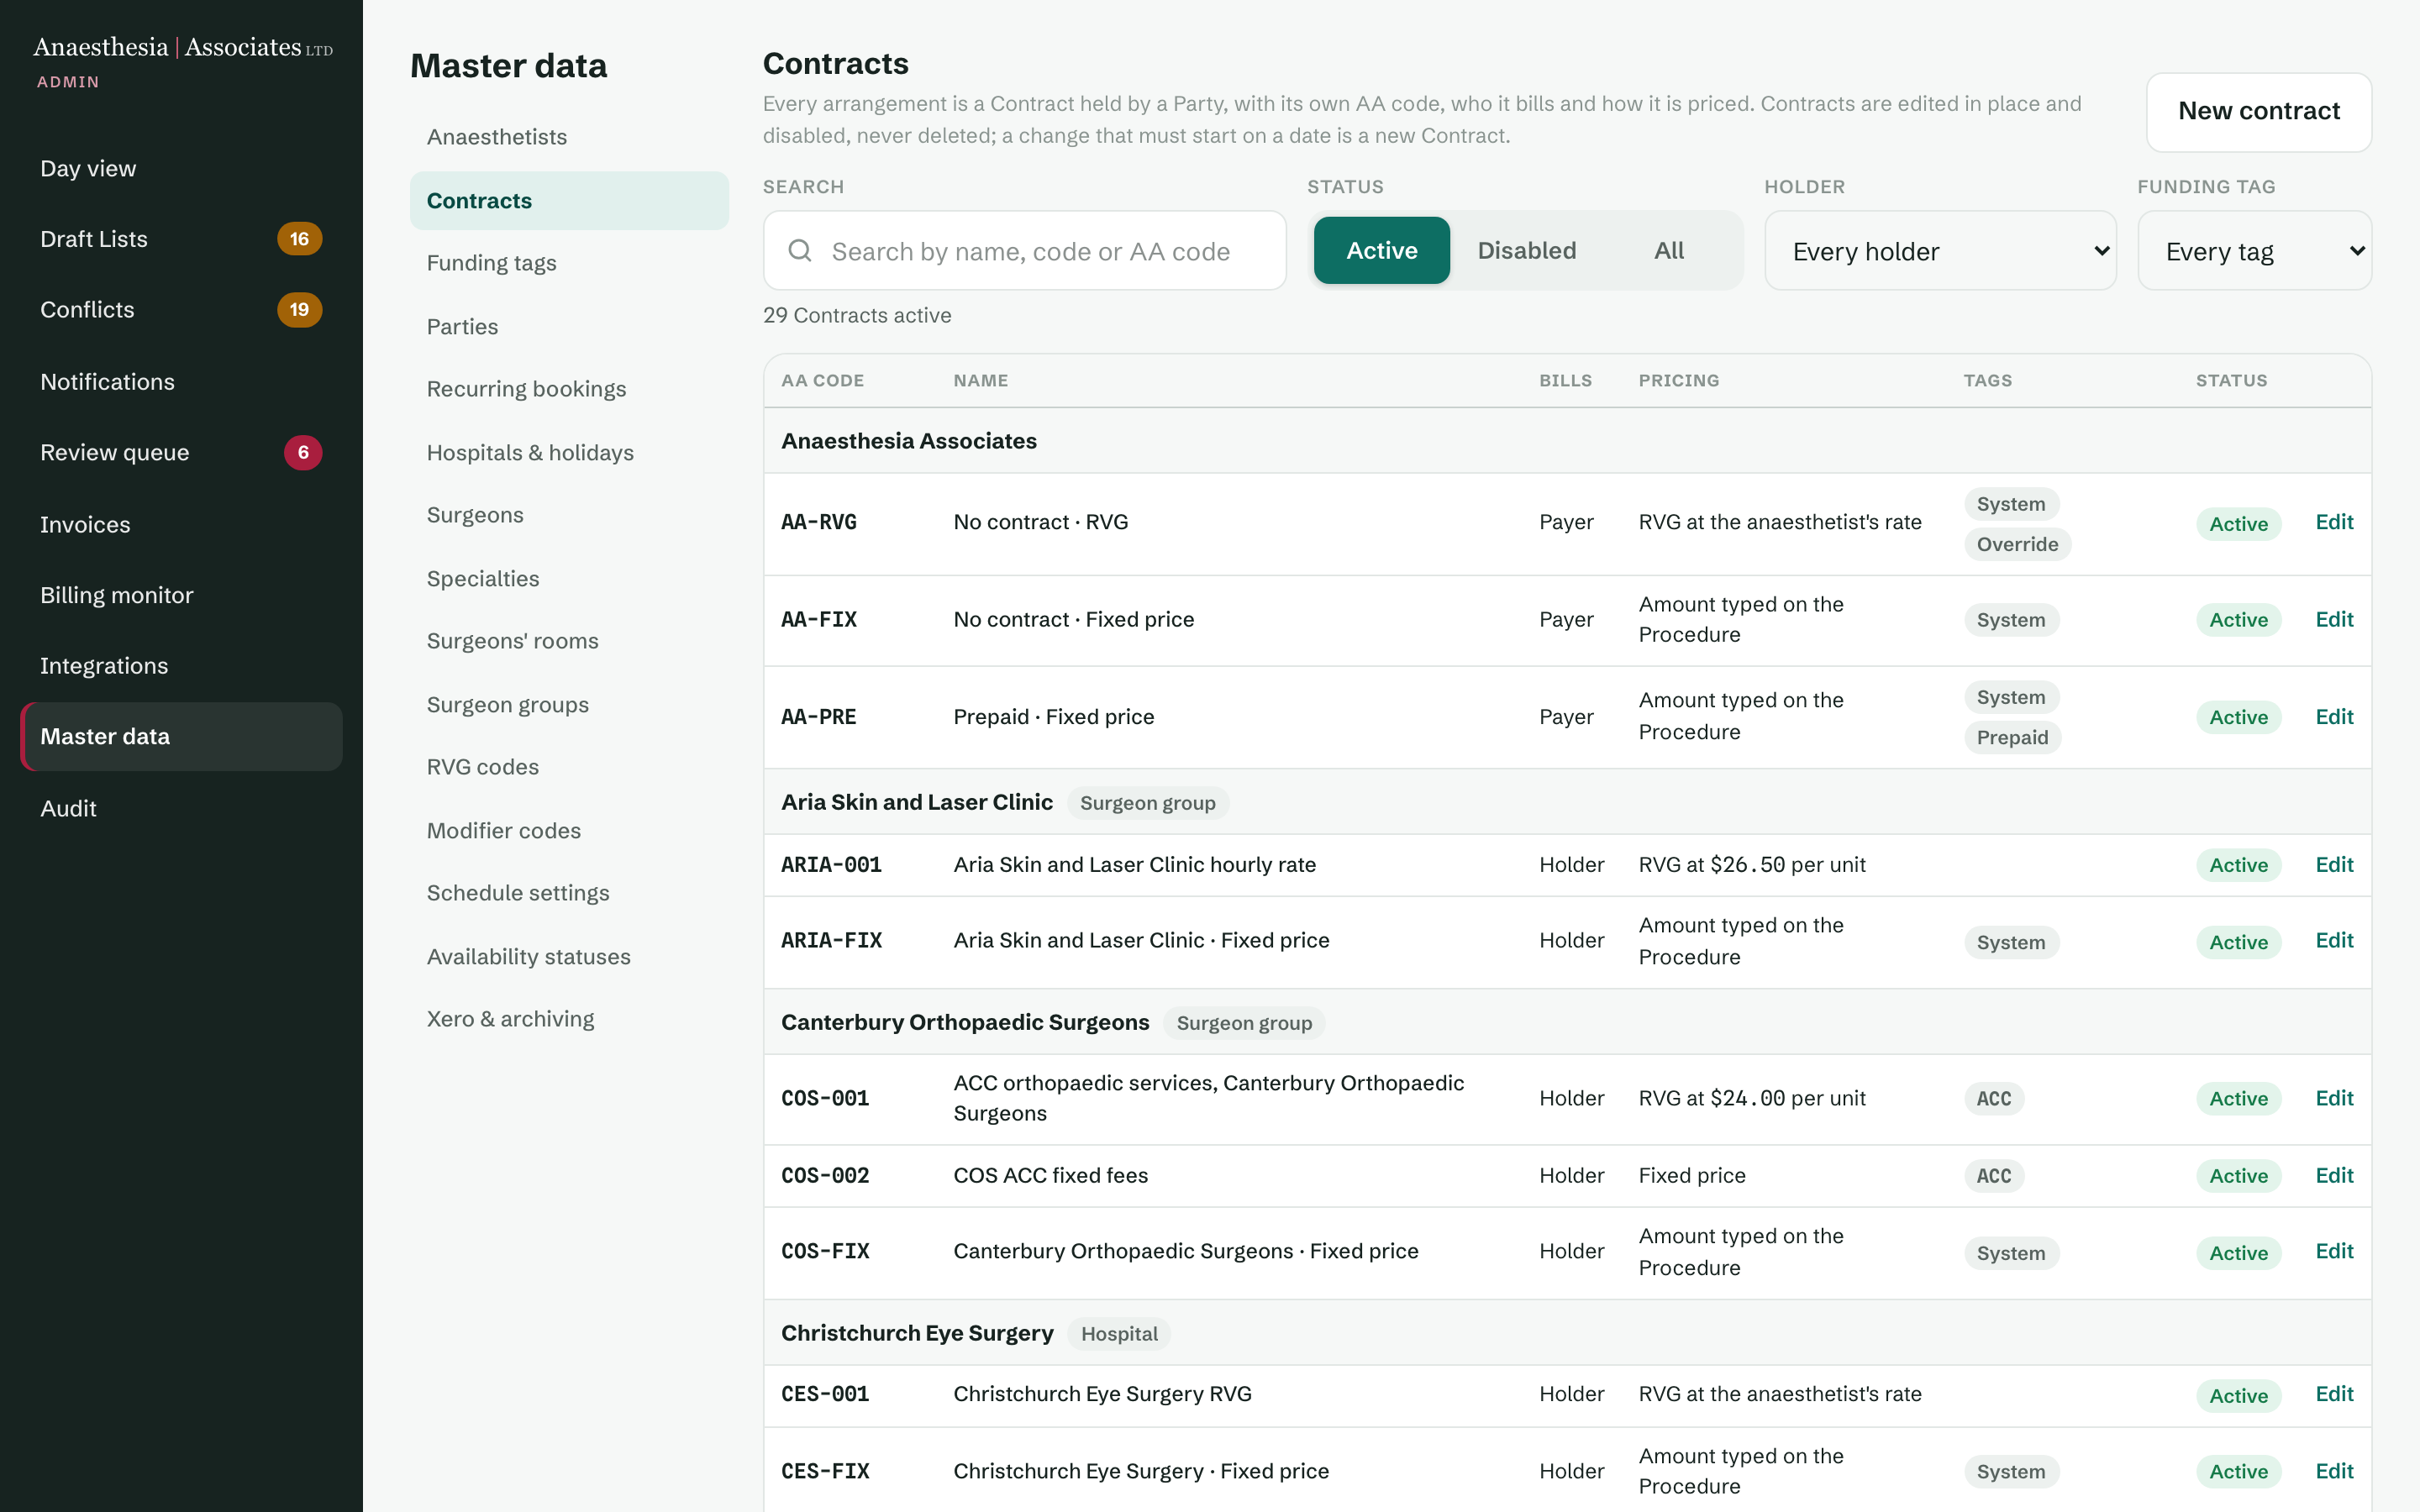 Anaesthesia | Associates LTD
ADMIN
Day view
Draft Lists 16
Conflicts 19
Notifications
Review queue 6
Invoices
Billing monitor
Integrations
Master data
Audit
Master data
Anaesthetists
Contracts
Funding tags
Parties
Recurring bookings
Hospitals & holidays
Surgeons
Specialties
Surgeons' rooms
Surgeon groups
RVG codes
Modifier codes
Schedule settings
Availability statuses
Xero & archiving
Contracts
Every arrangement is a Contract held by a Party, with its own AA code, who it bills and how it is priced. Contracts are edited in place and
disabled, never deleted; a change that must start on a date is a new Contract.
New contract
SEARCH STATUS HOLDER FUNDING TAG
Search by name, code or AA code Active Disabled All Every holder Every tag
29 Contracts active
AA CODE NAME BILLS PRICING TAGS STATUS
Anaesthesia Associates
AA-RVG No contract · RVG Payer RVG at the anaesthetist's rate System Override Active Edit
AA-FIX No contract · Fixed price Payer Amount typed on the
Procedure System Active Edit
AA-PRE Prepaid · Fixed price Payer Amount typed on the
Procedure System Prepaid Active Edit
Aria Skin and Laser Clinic Surgeon group
ARIA-001 Aria Skin and Laser Clinic hourly rate Holder RVG at $26.50 per unit Active Edit
ARIA-FIX Aria Skin and Laser Clinic · Fixed price Holder Amount typed on the
Procedure System Active Edit
Canterbury Orthopaedic Surgeons Surgeon group
COS-001 ACC orthopaedic services, Canterbury Orthopaedic
Surgeons Holder RVG at $24.00 per unit ACC Active Edit
COS-002 COS ACC fixed fees Holder Fixed price ACC Active Edit
COS-FIX Canterbury Orthopaedic Surgeons · Fixed price Holder Amount typed on the
Procedure System Active Edit
Christchurch Eye Surgery Hospital
CES-001 Christchurch Eye Surgery RVG Holder RVG at the anaesthetist's rate Active Edit
CES-FIX Christchurch Eye Surgery · Fixed price Holder Amount typed on the
Procedure System Active Edit